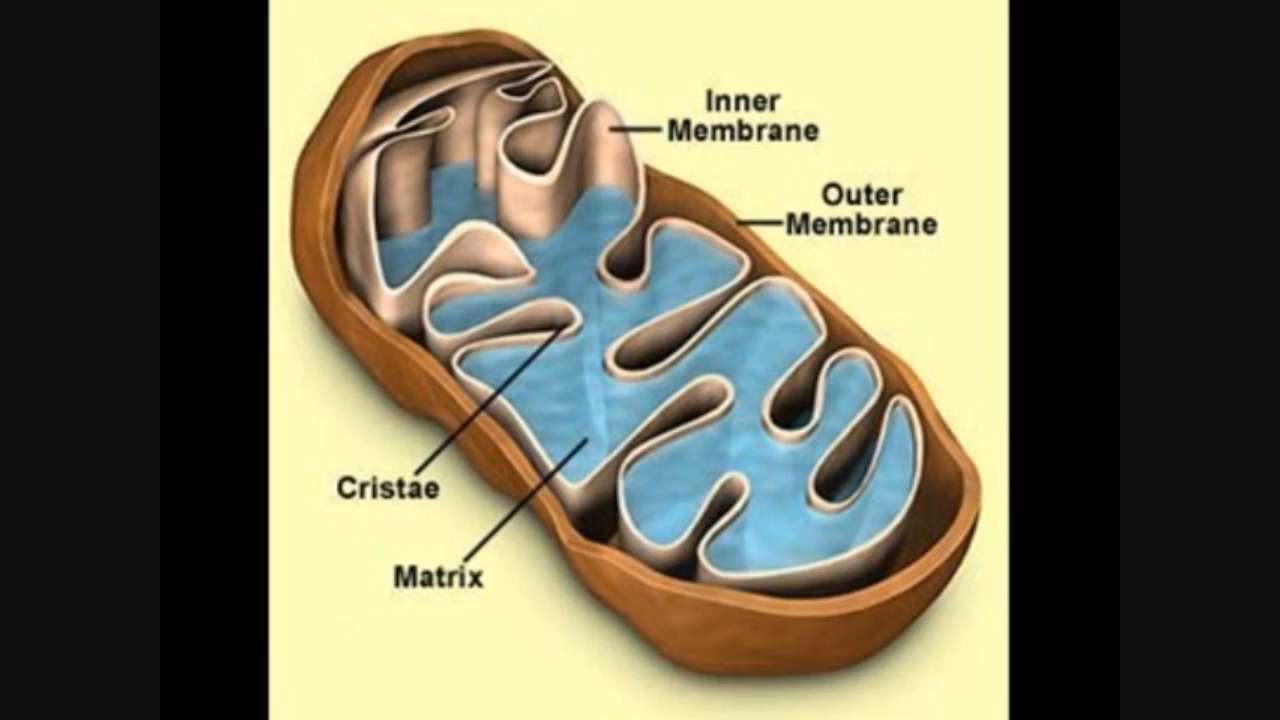 Inner
Membrane
Outer
Membrane
Cristae
Matrix